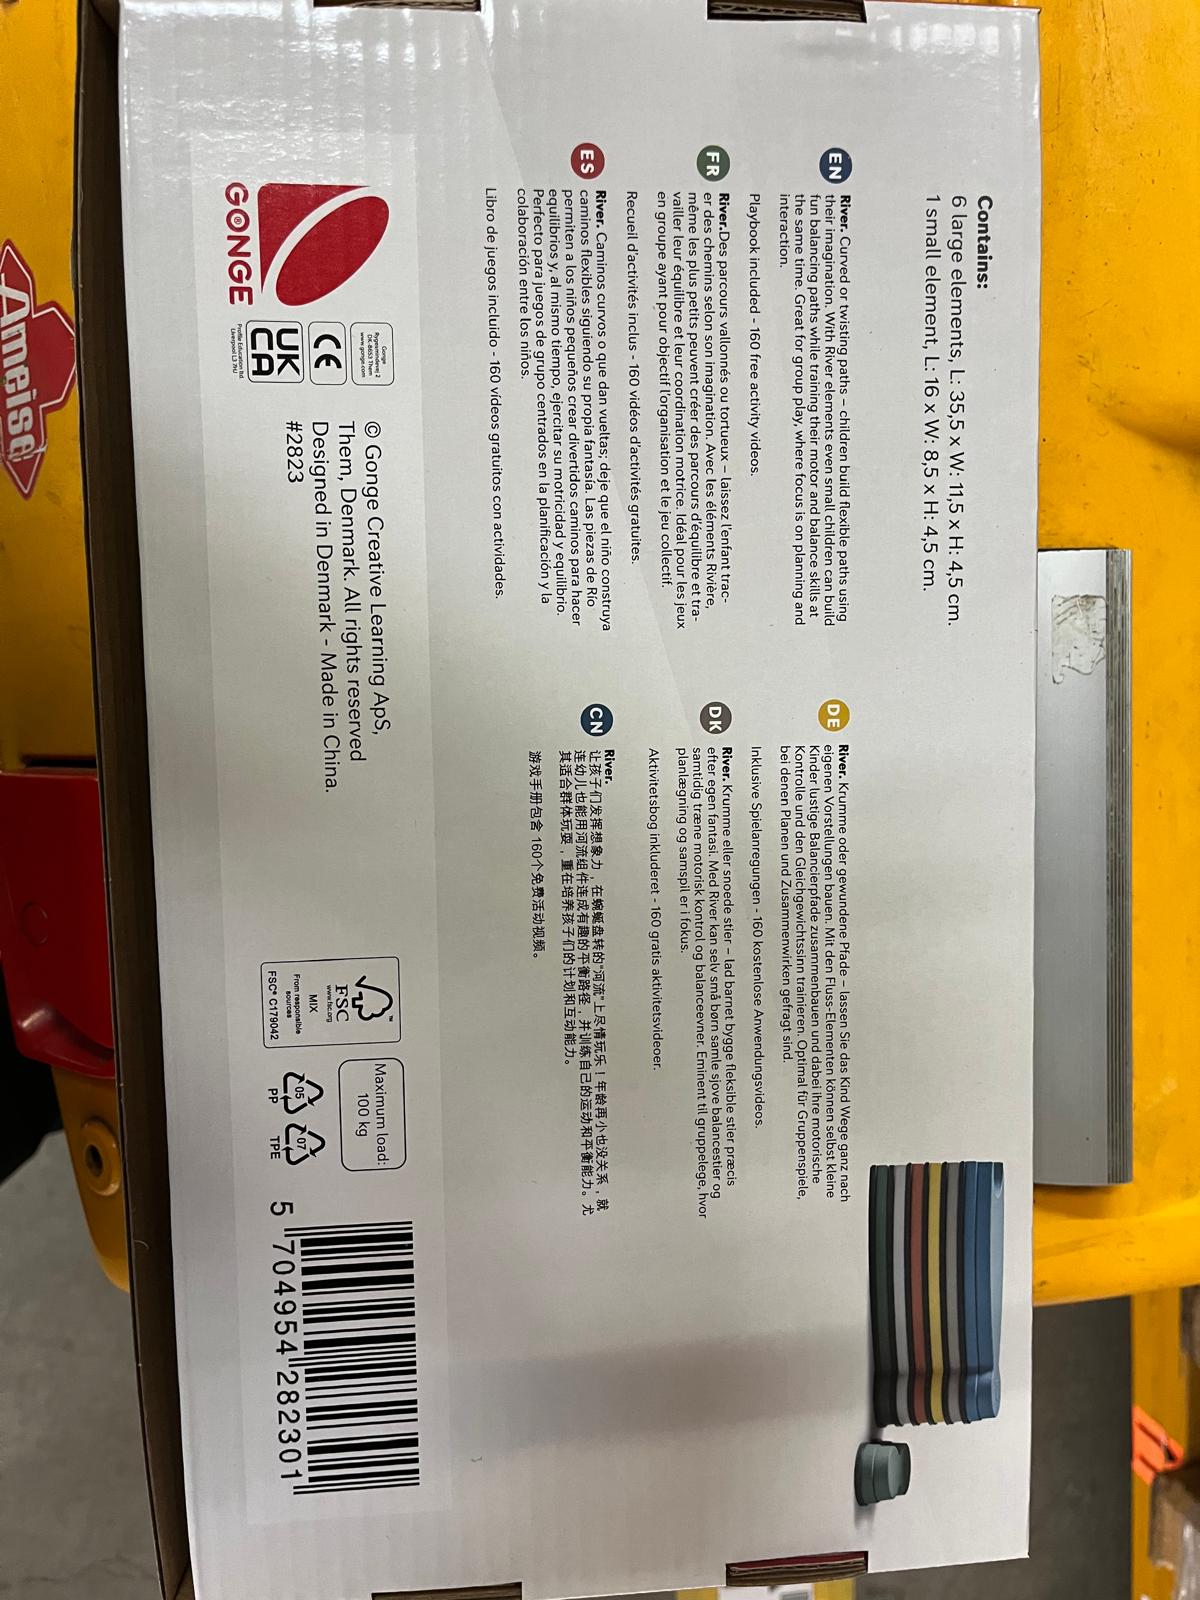 Contains:
6 large elements, L: 35,5 x W: 11,5 x H: 4,5 cm.
1 small element, L: 16 x W: 8,5 x H: 4,5 cm.
EN
River. Curved or twisting paths – children build flexible paths using
their imagination. With River elements even small children can build
fun balancing paths while training their motor and balance skills at
the same time. Great for group play, where focus is on planning and
interaction.
Playbook included - 160 free activity videos.
FR
River.Des parcours vallonnés ou tortueux – laissez l'enfant trac-
er des chemins selon son imagination. Avec les éléments Rivière,
même les plus petits peuvent créer des parcours d'équilibre et tra-
vailler leur équilibre et leur coordination motrice. Idéal pour les jeux
en groupe ayant pour objectif l'organisation et le jeu collectif.
Recueil d'activités inclus - 160 vidéos d'activités gratuites.
ES
River. Caminos curvos o que dan vueltas; deje que el niño construya
caminos flexibles siguiendo su propia fantasía. Las piezas de Río
permiten a los niños pequeños crear divertidos caminos para hacer
equilibrios y, al mismo tiempo, ejercitar su motricidad y equilibrio.
Perfecto para juegos de grupo centrados en la planificación y la
colaboración entre los niños.
Libro de juegos incluido - 160 vídeos gratuitos con actividades.
DE
River. Krumme oder gewundene Pfade – lassen Sie das Kind Wege ganz nach
eigenen Vorstellungen bauen. Mit den Fluss-Elementen können selbst kleine
Kinder lustige Balancierpfade zusammenbauen und dabei ihre motorische
Kontrolle und den Gleichgewichtssinn trainieren. Optimal für Gruppenspiele,
bei denen Planen und Zusammenwirken gefragt sind.
Inklusive Spielanregungen - 160 kostenlose Anwendungsvideos.
DK
River. Krumme eller snoede stier – lad barnet bygge fleksible stier præcis
efter egen fantasi. Med River kan selv små børn samle sjove balancestier og
samtidig træne motorisk kontrol og balanceevner. Eminent til gruppelege, hvor
planlægning og samspil er i fokus.
Aktivitetsbog inkluderet - 160 gratis aktivitetsvideoer.
CN
River.
让孩子们发挥想象力，在蜿蜒盘转的"河流"上尽情玩乐！年龄再小也没关系，就
连幼儿也能用河流组件连成有趣的平衡路径，并训练自己的运动和平衡能力。尤
其适合群体玩耍，重在培养孩子们的计划和互动能力。
游戏手册包含 160个免费活动视频。
GONGE
Gonge
Rygesmindevej 2
DK-8653 Them
www.gonge.com
CE
UK
CA
Profile Education ltd.
Liverpool L3 7HJ
© Gonge Creative Learning ApS,
Them, Denmark. All rights reserved
Designed in Denmark - Made in China.
#2823
FSC
www.fsc.org
MIX
From responsible
sources
FSC® C179042
Maximum load:
100 kg
05
PP
07
TPE
5 704954 282301
Ameise